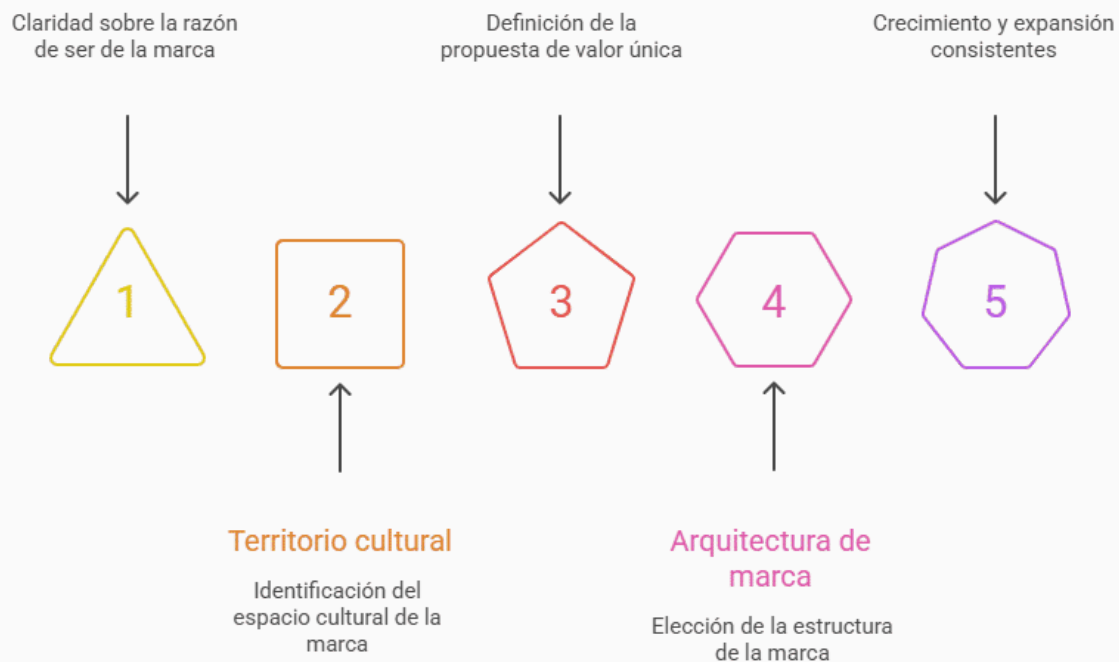 Claridad sobre la razón
de ser de la marca
Definición de la
propuesta de valor única
Crecimiento y expansión
consistentes
1
2
3
4
5
Territorio cultural
Identificación del
espacio cultural de la
marca
Arquitectura de
marca
Elección de la estructura
de la marca